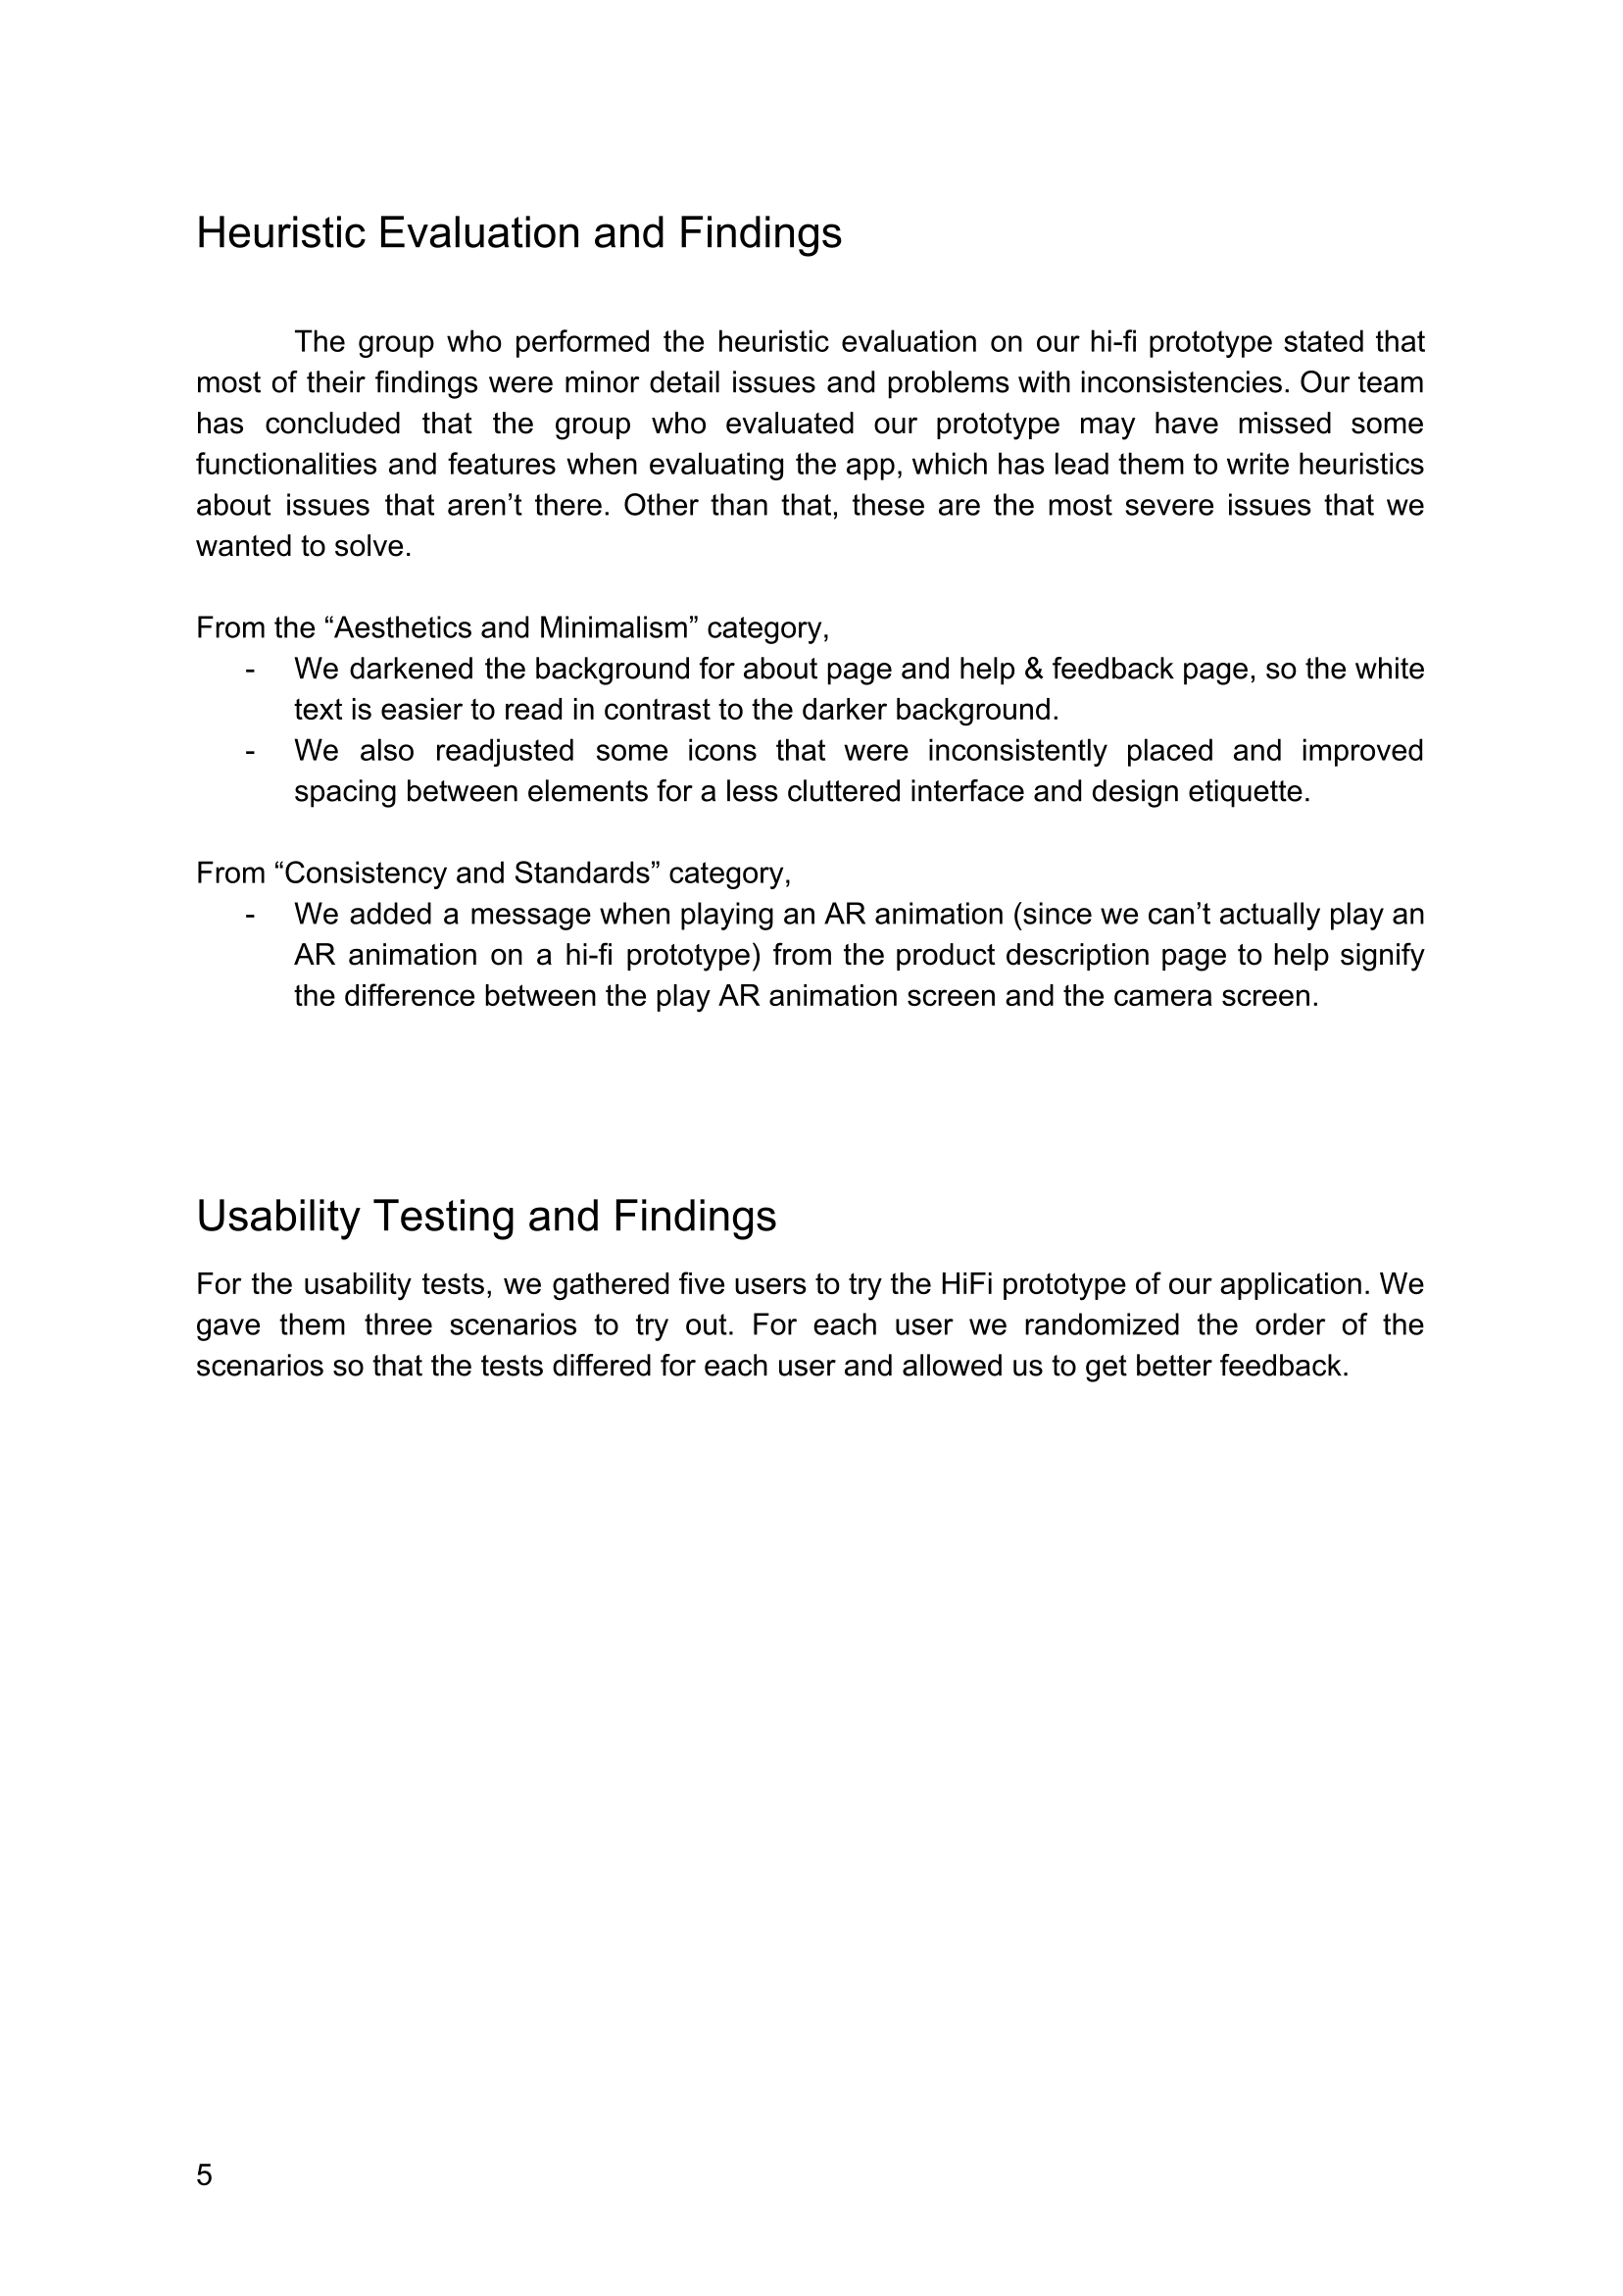 Heuristic Evaluation and Findings
The group who performed the heuristic evaluation on our hi-fi prototype stated that
most of their findings were minor detail issues and problems with inconsistencies. Our team
has concluded that the group who evaluated our prototype may have missed some
functionalities and features when evaluating the app, which has lead them to write heuristics
about issues that aren’t there. Other than that, these are the most severe issues that we
wanted to solve.
From the “Aesthetics and Minimalism” category,
- We darkened the background for about page and help & feedback page, so the white
text is easier to read in contrast to the darker background.
- We also readjusted some icons that were inconsistently placed and improved
spacing between elements for a less cluttered interface and design etiquette.
From “Consistency and Standards” category,
- We added a message when playing an AR animation (since we can’t actually play an
AR animation on a hi-fi prototype) from the product description page to help signify
the difference between the play AR animation screen and the camera screen.
Usability Testing and Findings
For the usability tests, we gathered five users to try the HiFi prototype of our application. We
gave them three scenarios to try out. For each user we randomized the order of the
scenarios so that the tests differed for each user and allowed us to get better feedback.
5